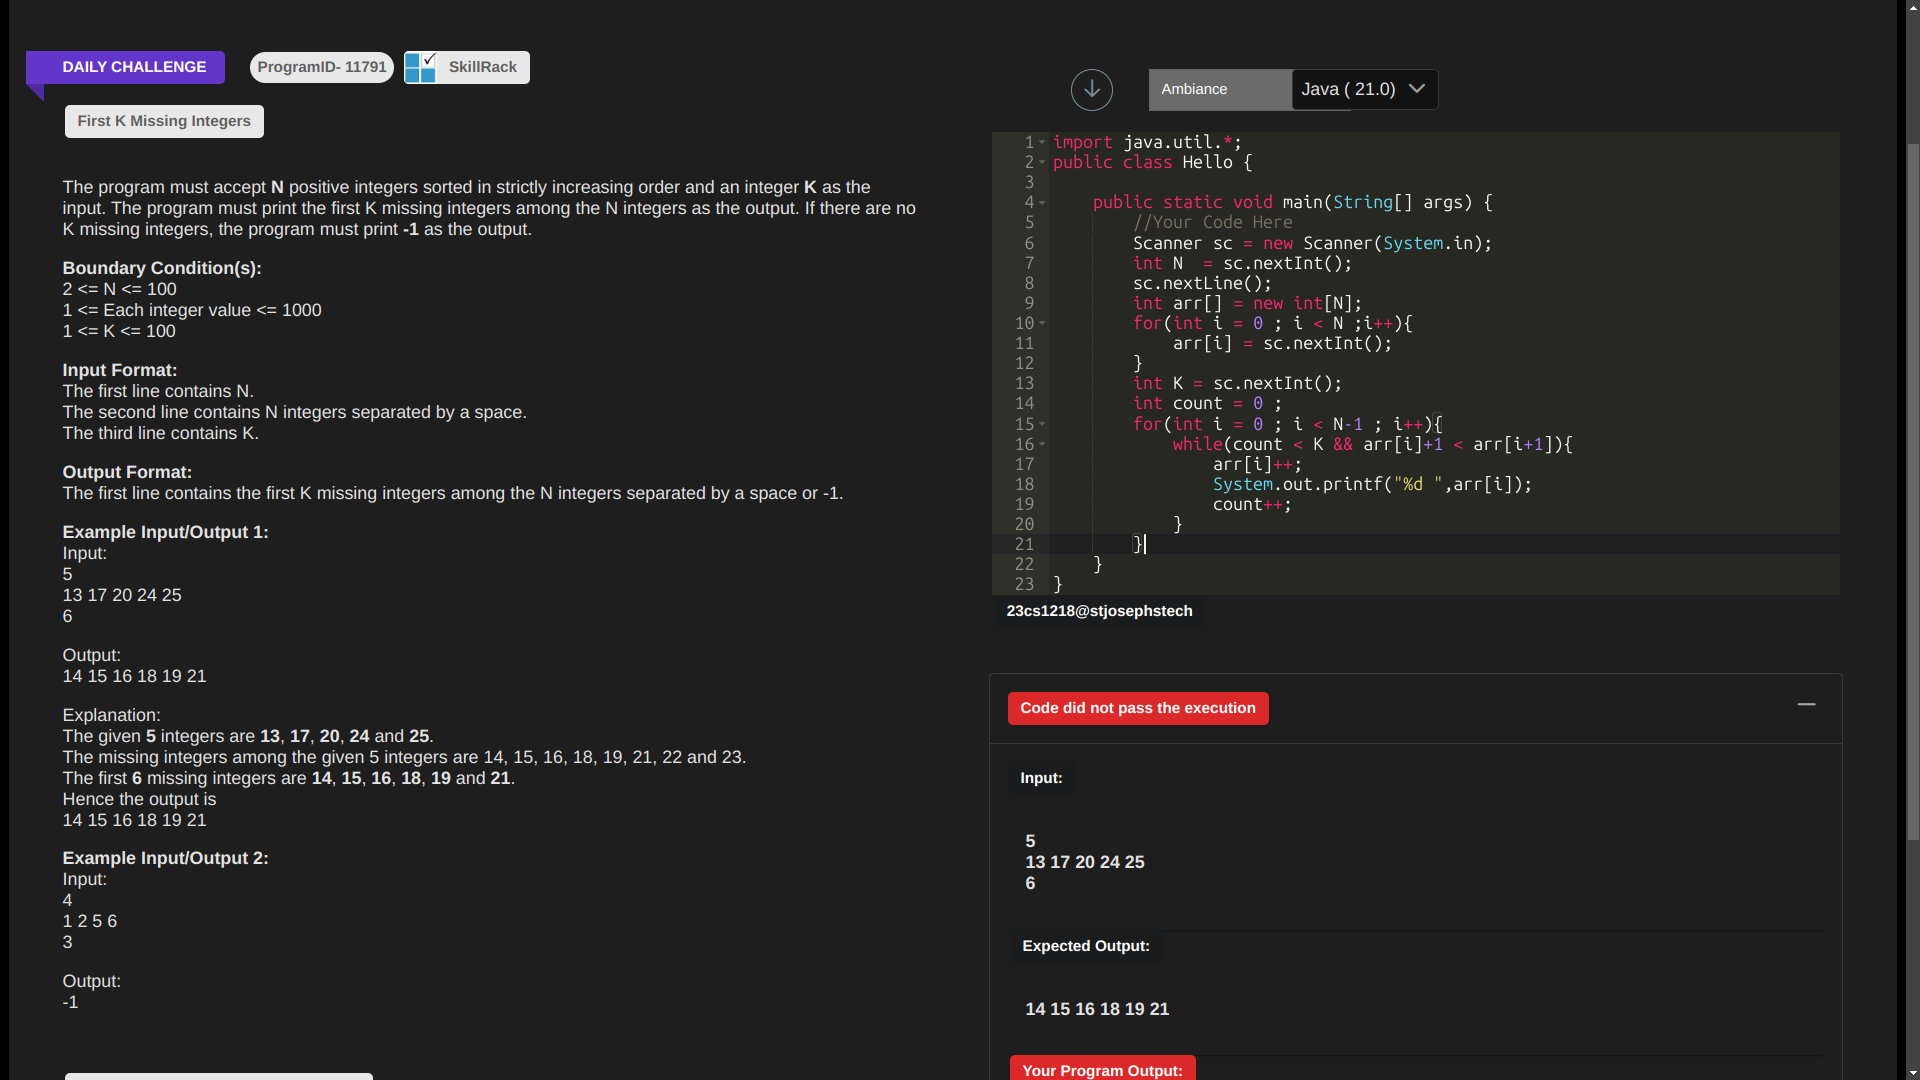 DAILY CHALLENGE
ProgramID- 11791
SkillRack
First K Missing Integers
The program must accept N positive integers sorted in strictly increasing order and an integer K as the
input. The program must print the first K missing integers among the N integers as the output. If there are no
K missing integers, the program must print -1 as the output.
Boundary Condition(s):
2 <= N <= 100
1 <= Each integer value <= 1000
1 <= K <= 100
Input Format:
The first line contains N.
The second line contains N integers separated by a space.
The third line contains K.
Output Format:
The first line contains the first K missing integers among the N integers separated by a space or -1.
Example Input/Output 1:
Input:
5
13 17 20 24 25
6
Output:
14 15 16 18 19 21
Explanation:
The given 5 integers are 13, 17, 20, 24 and 25.
The missing integers among the given 5 integers are 14, 15, 16, 18, 19, 21, 22 and 23.
The first 6 missing integers are 14, 15, 16, 18, 19 and 21.
Hence the output is
14 15 16 18 19 21
Example Input/Output 2:
Input:
4
1 2 5 6
3
Output:
-1
Ambiance
Java ( 21.0)
1 import java.util.*;
2 public class Hello {
3
4     public static void main(String[] args) {
5         //Your Code Here
6         Scanner sc = new Scanner(System.in);
7         int N  = sc.nextInt();
8         sc.nextLine();
9         int arr[] = new int[N];
10         for(int i = 0 ; i < N ;i++){
11             arr[i] = sc.nextInt();
12         }
13         int K = sc.nextInt();
14         int count = 0 ;
15         for(int i = 0 ; i < N-1 ; i++){
16             while(count < K && arr[i]+1 < arr[i+1]){
17                 arr[i]++;
18                 System.out.printf("%d ",arr[i]);
19                 count++;
20             }
21         }
22     }
23 }
23cs1218@stjosephstech
Code did not pass the execution
Input:
5
13 17 20 24 25
6
Expected Output:
14 15 16 18 19 21
Your Program Output: